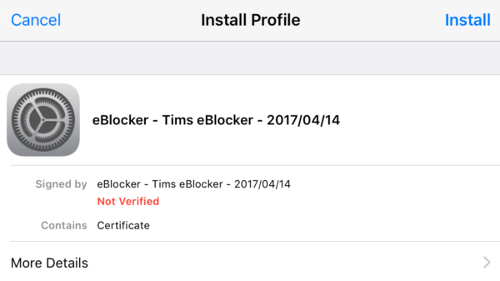 Cancel Install Profile Install
eBlocker - Tims eBlocker - 2017/04/14
Signed by eBlocker - Tims eBlocker - 2017/04/14
Not Verified
Contains Certificate
More Details